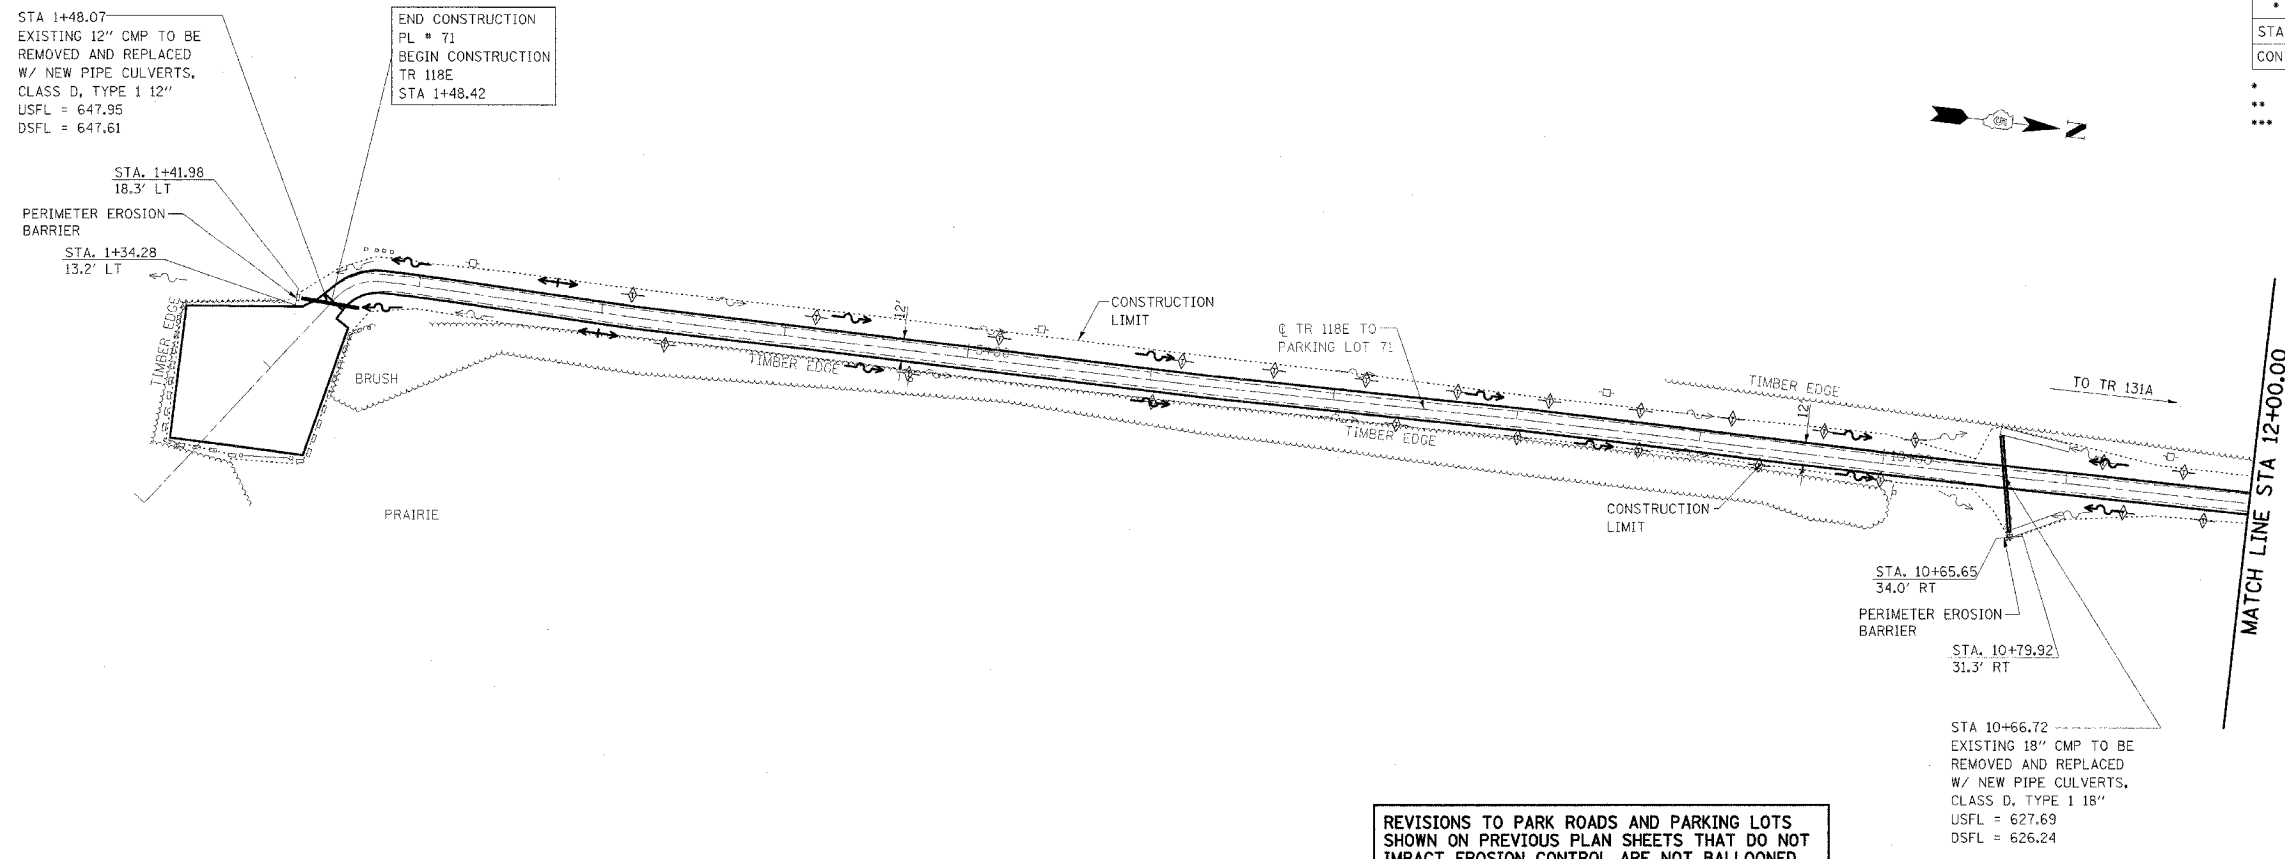 STA 1+48.07
EXISTING 12" CMP TO BE
REMOVED AND REPLACED
W/ NEW PIPE CULVERTS,
CLASS D, TYPE 1 12"
USFL = 647.95
DSFL = 647.61
END CONSTRUCTION
PL # 71
BEGIN CONSTRUCTION
TR 118E
STA 1+48.42
STA
CON
*
*
**
***
N
STA. 1+41.98
18.3' LT
PERIMETER EROSION
BARRIER
STA. 1+34.28
13.2' LT
TIMBER EDGE
BRUSH
PRAIRIE
TIMBER EDGE
12'
CONSTRUCTION
LIMIT
℄ TR 118E TO
PARKING LOT 71
TIMBER EDGE
TIMBER EDGE
12'
TO TR 131A
CONSTRUCTION
LIMIT
STA. 10+65.65
34.0' RT
PERIMETER EROSION
BARRIER
STA. 10+79.92
31.3' RT
MATCH LINE STA 12+00.00
STA 10+66.72
EXISTING 18" CMP TO BE
REMOVED AND REPLACED
W/ NEW PIPE CULVERTS,
CLASS D, TYPE 1 18"
USFL = 627.69
DSFL = 626.24
REVISIONS TO PARK ROADS AND PARKING LOTS
SHOWN ON PREVIOUS PLAN SHEETS THAT DO NOT
IMPACT EROSION CONTROL ARE NOT BALLOONED